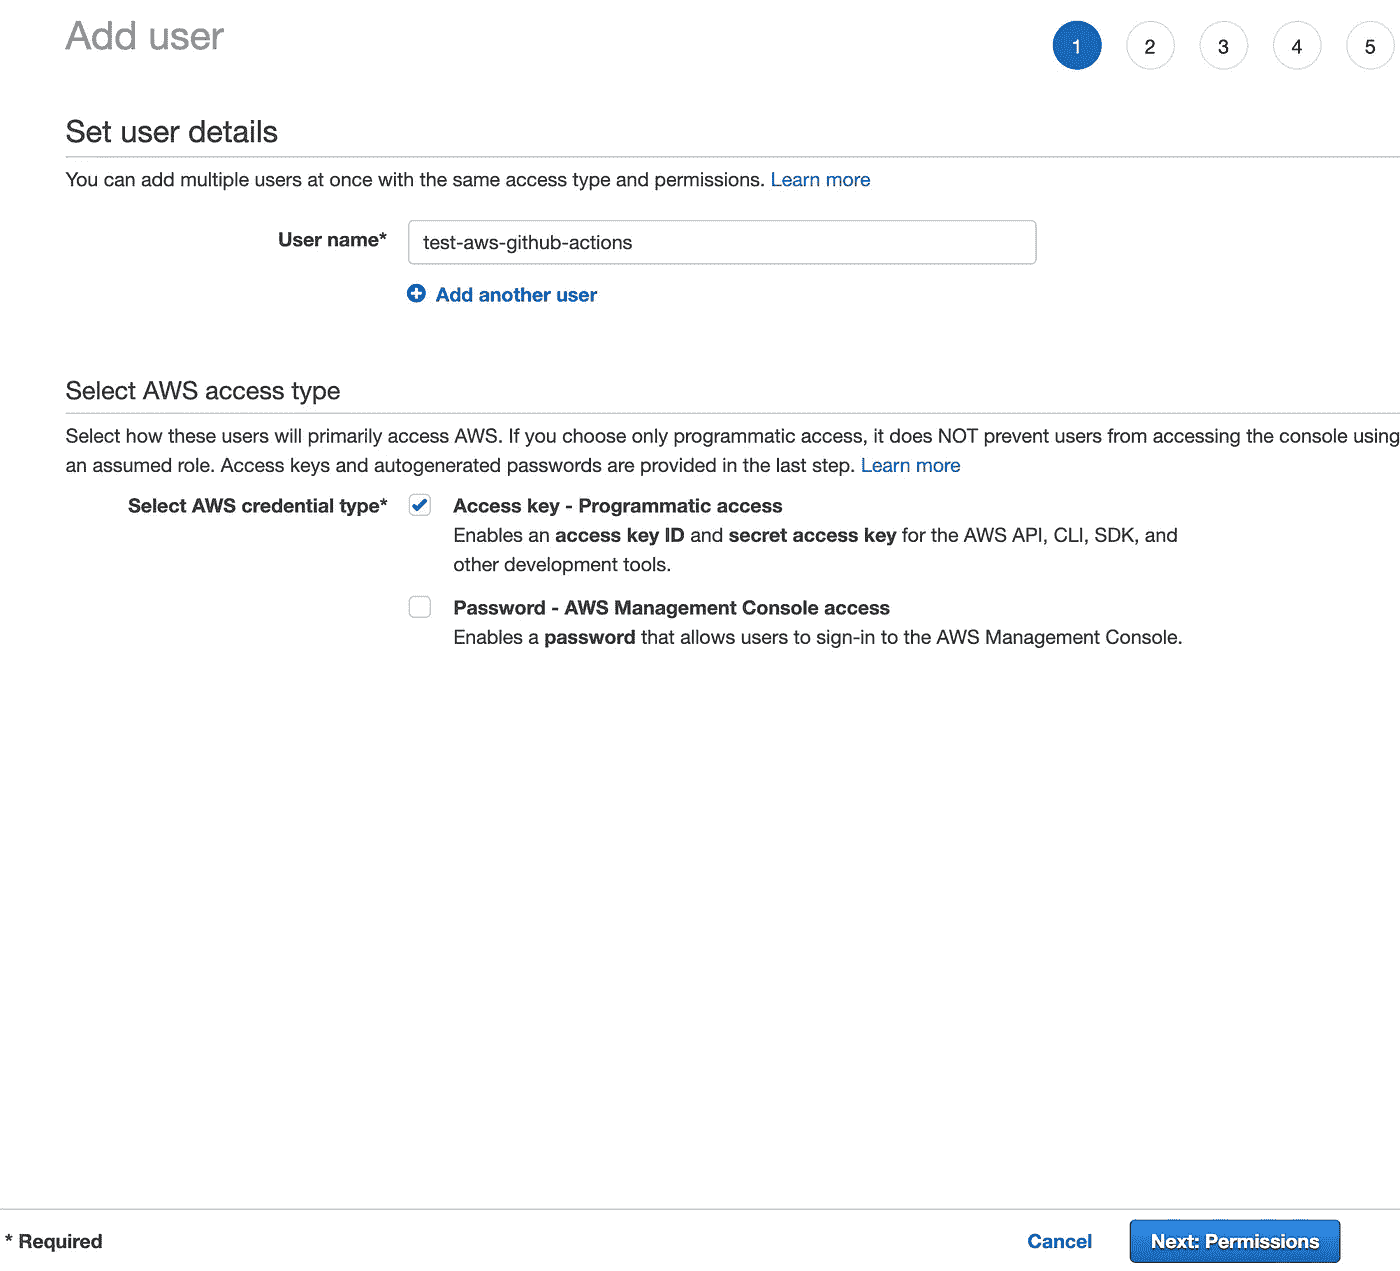 Add user
1 2 3 4 5
Set user details
You can add multiple users at once with the same access type and permissions. Learn more
User name* test-aws-github-actions
Add another user
Select AWS access type
Select how these users will primarily access AWS. If you choose only programmatic access, it does NOT prevent users from accessing the console using
an assumed role. Access keys and autogenerated passwords are provided in the last step. Learn more
Select AWS credential type* Access key - Programmatic access
Enables an access key ID and secret access key for the AWS API, CLI, SDK, and
other development tools.
Password - AWS Management Console access
Enables a password that allows users to sign-in to the AWS Management Console.
* Required Cancel Next: Permissions